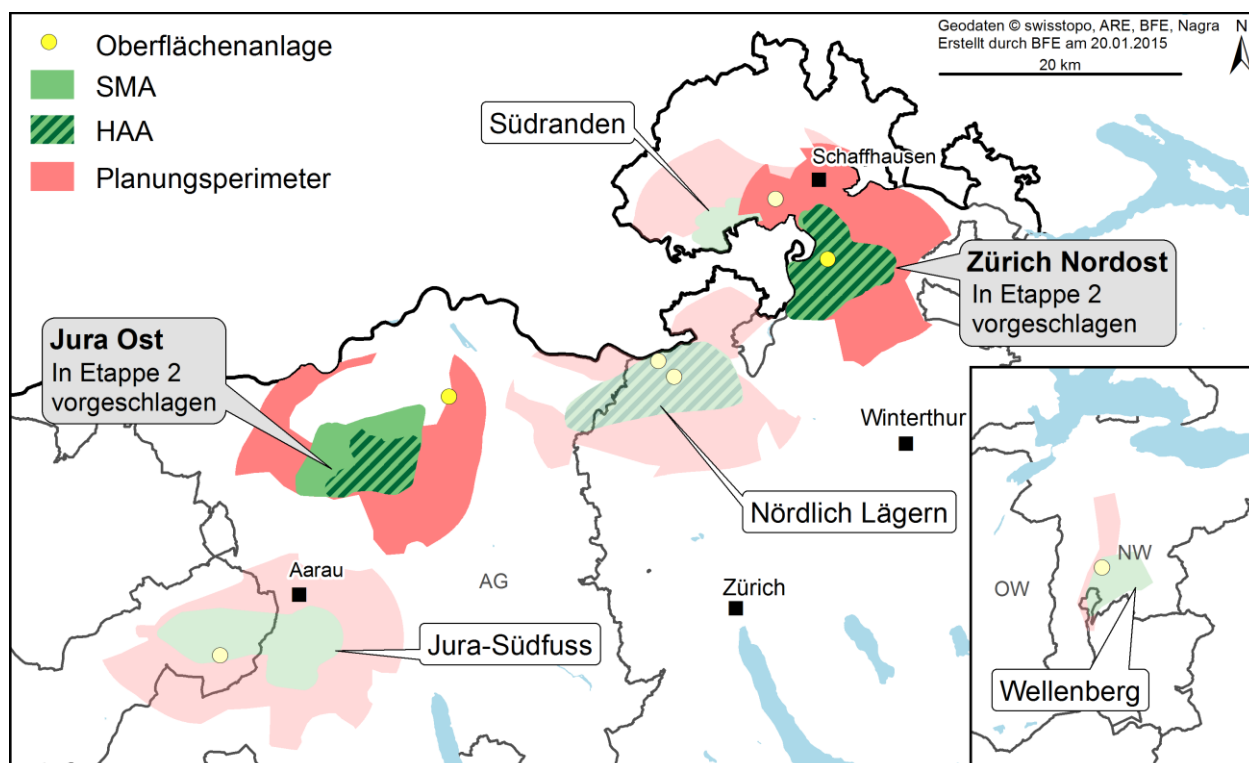 Oberflächenanlage
SMA
HAA
Planungsperimeter
Geodaten © swisstopo, ARE, BFE, Nagra
Erstellt durch BFE am 20.01.2015
N
20 km
Südranden
Schaffhausen
Zürich Nordost
In Etappe 2
vorgeschlagen
Jura Ost
In Etappe 2
vorgeschlagen
Winterthur
Nördlich Lägern
Aarau
AG
Zürich
Jura-Südfuss
NW
OW
Wellenberg